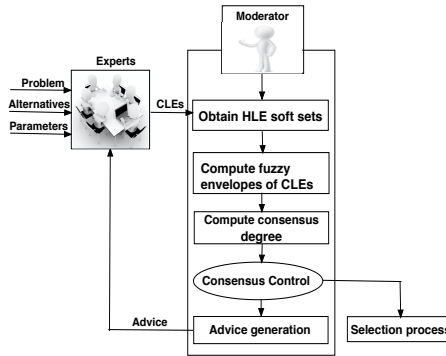 Moderator
Experts
Problem
Alternatives
Parameters
CLEs
Obtain HLE soft sets
Compute fuzzy
envelopes of CLEs
Compute consensus
degree
Consensus Control
Advice
Advice generation
Selection process